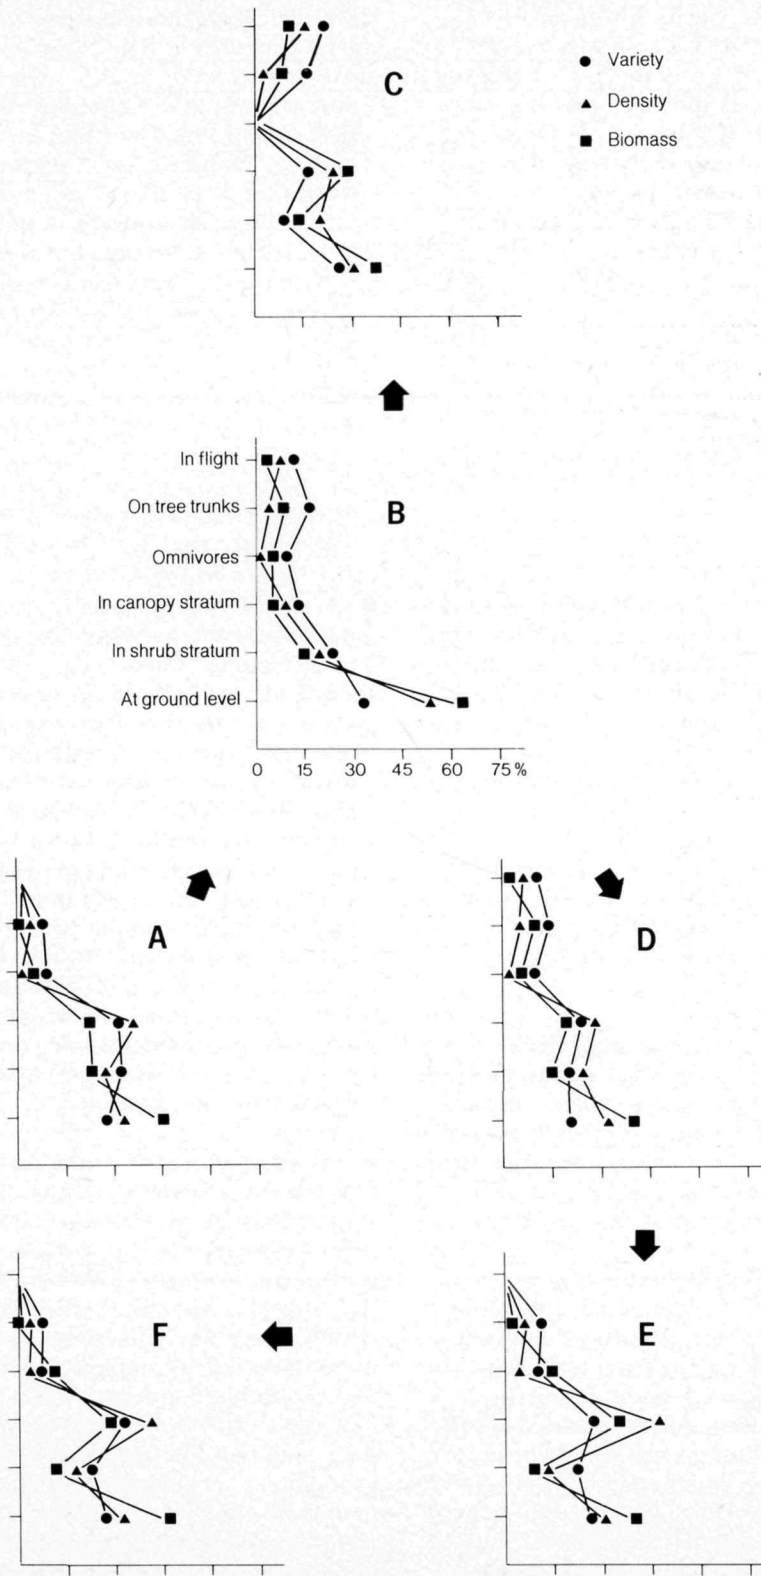 C
Variety
Density
Biomass
In flight
On tree trunks
B
Omnivores
In canopy stratum
In shrub stratum
At ground level
0 15 30 45 60 75%
A
D
F
E